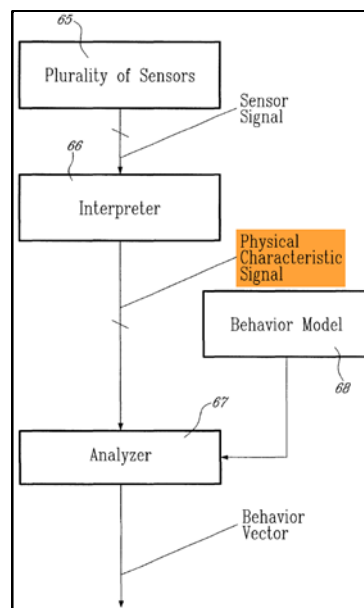 65
Plurality of Sensors
Sensor
Signal
66
Interpreter
Physical
Characteristic
Signal
Behavior Model
68
67
Analyzer
Behavior
Vector